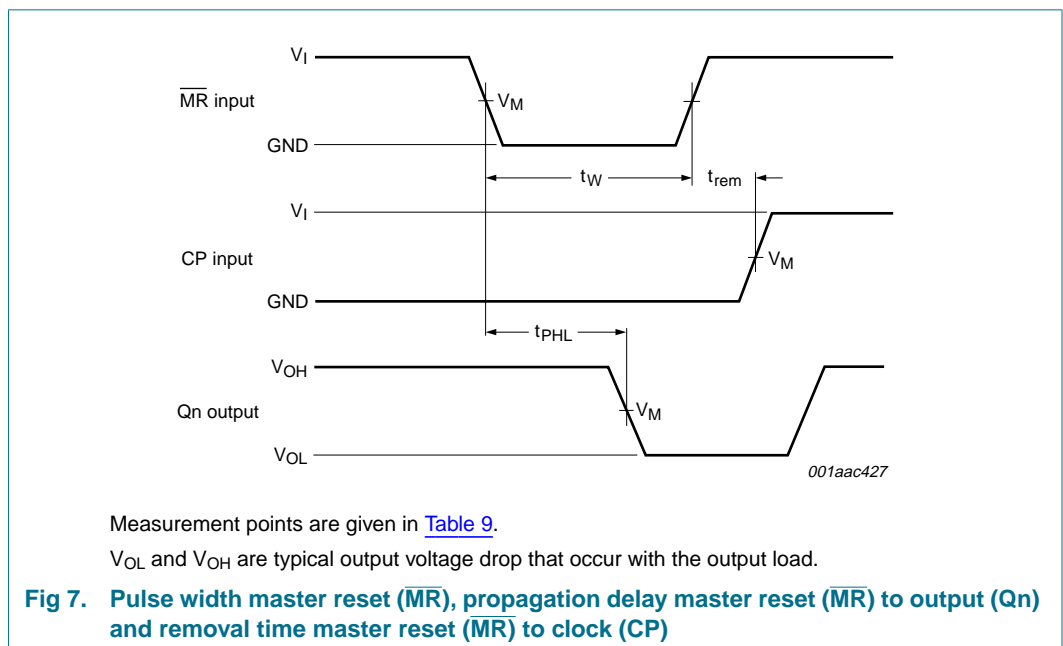 VI
MR input
VM
GND
tW
trem
VI
CP input
VM
GND
tPHL
VOH
Qn output
VM
VOL
001aac427
Measurement points are given in Table 9.
VOL and VOH are typical output voltage drop that occur with the output load.
Fig 7. Pulse width master reset (MR), propagation delay master reset (MR) to output (Qn)
and removal time master reset (MR) to clock (CP)